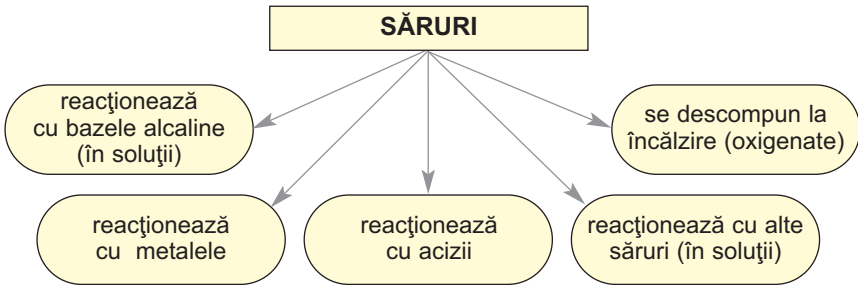 SĂRURI
reacţionează
cu bazele alcaline
(în soluţii)
se descompun la
încălzire (oxigenate)
reacţionează
cu metalele
reacţionează
cu acizii
reacţionează cu alte
săruri (în soluţii)